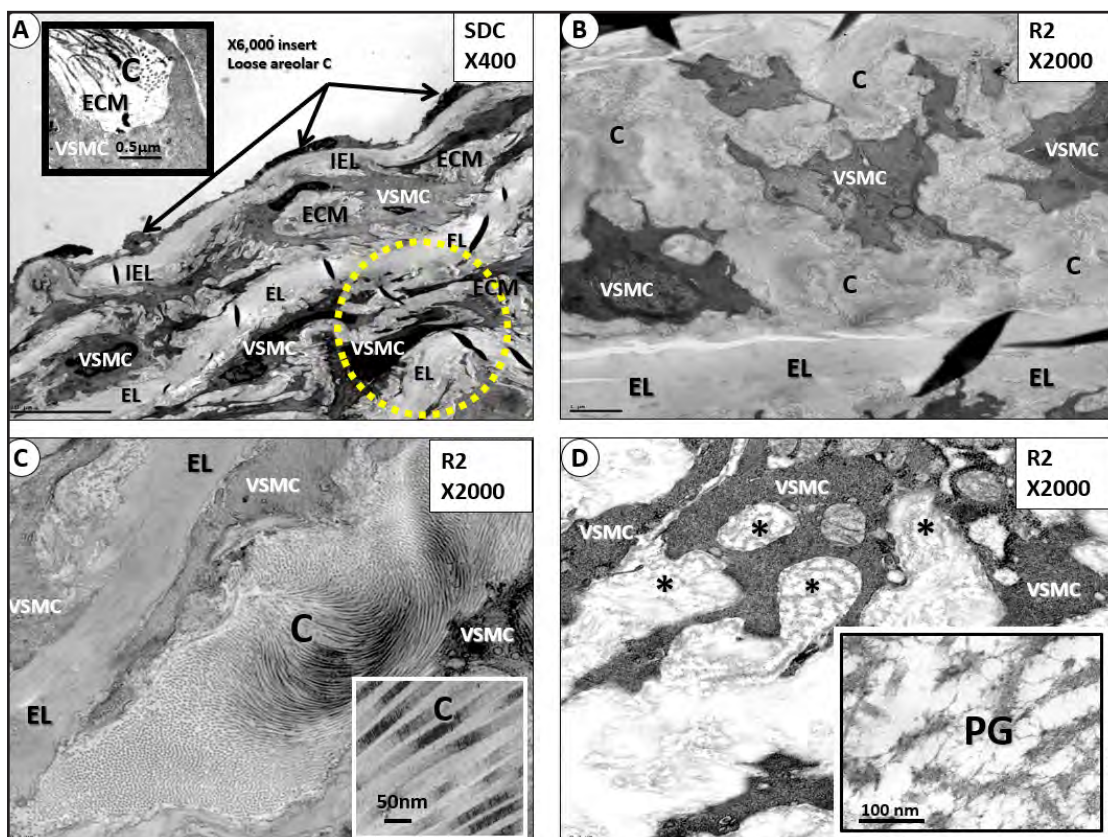 A
C
ECM
VSMC
0.5µm
X6,000 insert
Loose areolar C
SDC
X400
IEL
ECM
ECM
VSMC
EL
IEL
EL
ECM
VSMC
VSMC
VSMC
EL
EL
B
R2
X2000
C
C
VSMC
VSMC
C
C
VSMC
EL
EL
EL
C
R2
X2000
EL
VSMC
VSMC
C
VSMC
EL
C
50nm
D
R2
X2000
VSMC
VSMC
*
*
*
*
VSMC
PG
100 nm